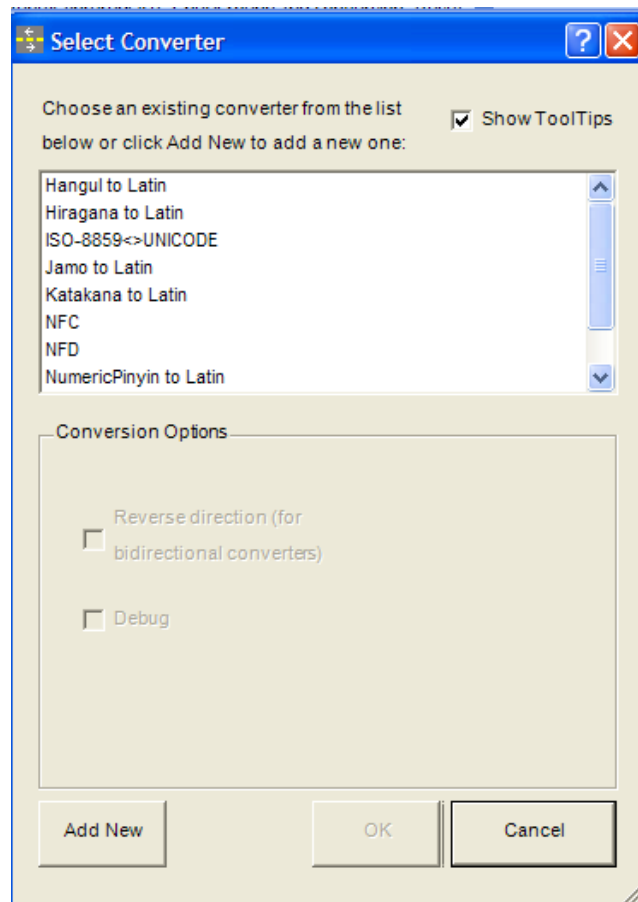 Select Converter
Choose an existing converter from the list
Show ToolTips
below or click Add New to add a new one:
Hangul to Latin
Hiragana to Latin
ISO-8859<>UNICODE
Jamo to Latin
Katakana to Latin
NFC
NFD
NumericPinyin to Latin
Conversion Options
Reverse direction (for
bidirectional converters)
Debug
Add New
OK
Cancel